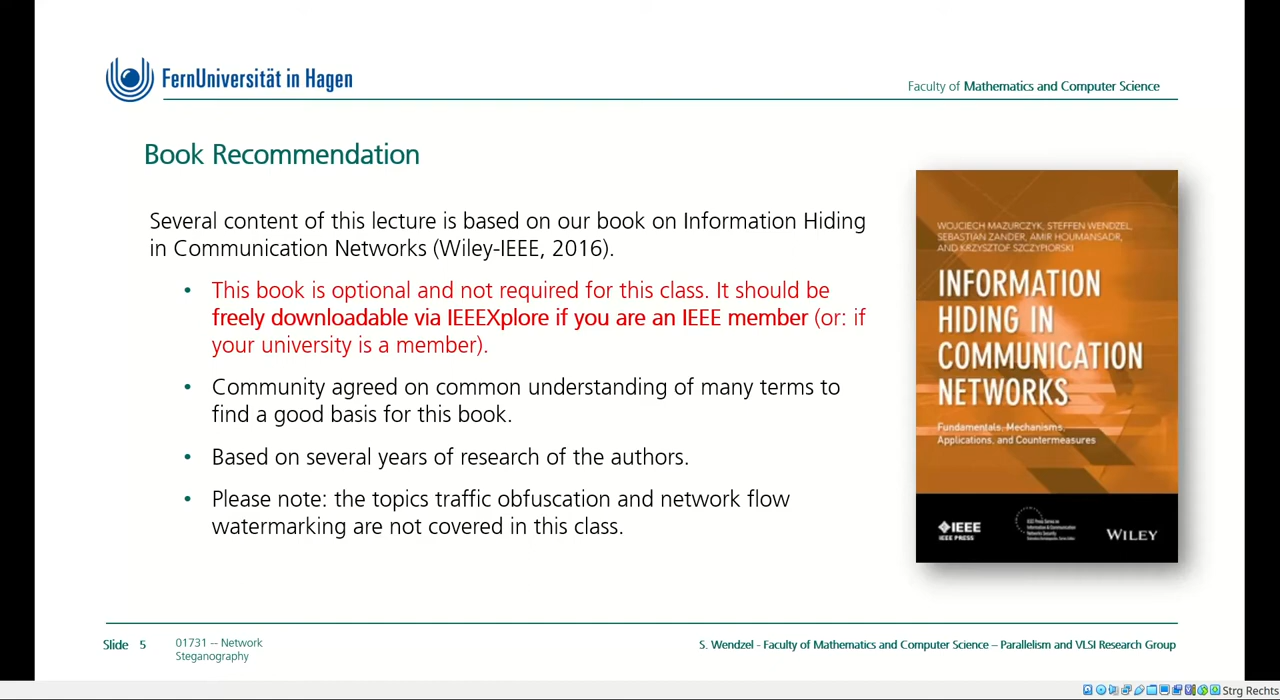 FernUniversität in Hagen
Faculty of Mathematics and Computer Science
Book Recommendation
Several content of this lecture is based on our book on Information Hiding
in Communication Networks (Wiley-IEEE, 2016).
• This book is optional and not required for this class. It should be
freely downloadable via IEEEXplore if you are an IEEE member (or: if
your university is a member).
• Community agreed on common understanding of many terms to
find a good basis for this book.
• Based on several years of research of the authors.
• Please note: the topics traffic obfuscation and network flow
watermarking are not covered in this class.
WOJCIECH MAZURCZYK, STEFFEN WENDZEL,
SEBASTIAN ZANDER, AMIR HOUMANSADR,
AND KRZYSZTOF SZCZYPIORSKI
INFORMATION
HIDING IN
COMMUNICATION
NETWORKS
Fundamentals, Mechanisms,
Applications, and Countermeasures
IEEE
IEEE PRESS
WILEY
Slide 5
01731 -- Network
Steganography
S. Wendzel - Faculty of Mathematics and Computer Science – Parallelism and VLSI Research Group
Strg Rechts